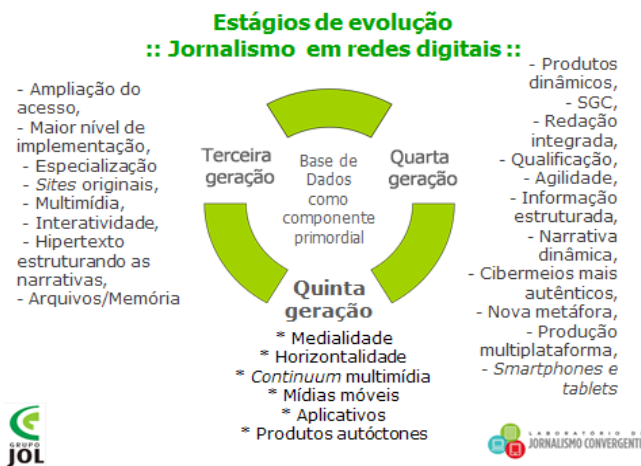 Estágios de evolução
:: Jornalismo em redes digitais ::
- Ampliação do
acesso,
- Maior nível de
implementação,
- Especialização
- Sites originais,
- Multimídia,
- Interatividade,
- Hipertexto
estruturando as
narrativas,
- Arquivos/Memória
Terceira
geração
Base de
Dados
como
componente
primordial
Quarta
geração
- Produtos
dinâmicos,
- SGC,
- Redação
integrada,
- Qualificação,
- Agilidade,
- Informação
estruturada,
- Narrativa
dinâmica,
- Cibermeios mais
autênticos,
- Nova metáfora,
- Produção
multiplataforma,
- Smartphones e
tablets
Quinta
geração
* Medialidade
* Horizontalidade
* Continuum multimídia
* Mídias móveis
* Aplicativos
* Produtos autóctones
GRUPO
JOL
LABORATÓRIO DE
JORNALISMO CONVERGENTE